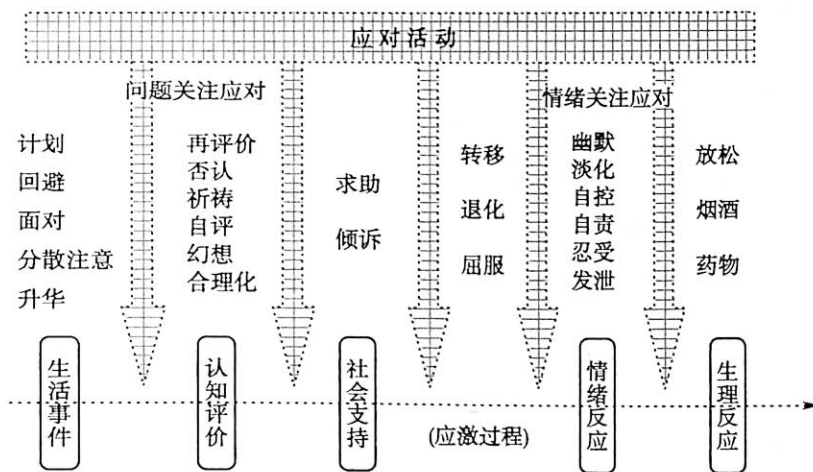 应对活动
问题关注应对
情绪关注应对
计划
回避
面对
分散注意
升华
再评价
否认
祈祷
自评
幻想
合理化
求助
倾诉
转移
退化
屈服
幽默
淡化
自控
自责
忍受
发泄
放松
烟酒
药物
生活事件
认知评价
社会支持
(应激过程)
情绪反应
生理反应